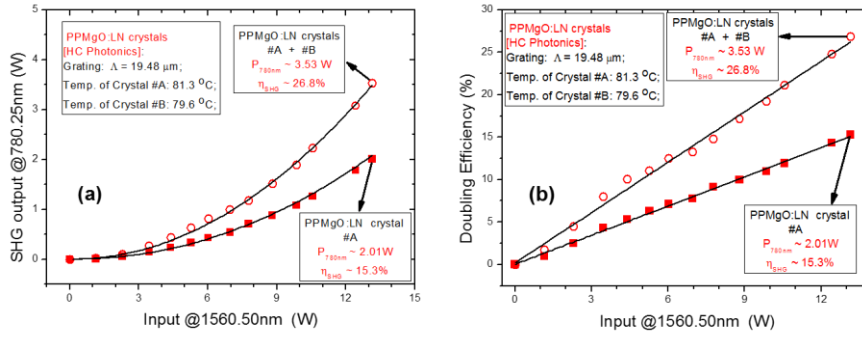 PPMgO:LN crystals
[HC Photonics]:
Grating: Λ = 19.48 μm;
Temp. of Crystal #A: 81.3 °C;
Temp. of Crystal #B: 79.6 °C;
PPMgO:LN crystals
#A + #B
P780nm ~ 3.53 W
ηSHG ~ 26.8%
(a)
PPMgO:LN crystal
#A
P780nm ~ 2.01W
ηSHG ~ 15.3%
SHG output @780.25nm (W)
5
4
3
2
1
0
0 3 6 9 12 15
Input @1560.50nm (W)
PPMgO:LN crystals
[HC Photonics]:
Grating: Λ = 19.48 μm;
Temp. of Crystal #A: 81.3 °C;
Temp. of Crystal #B: 79.6 °C;
PPMgO:LN crystals
#A + #B
P780nm ~ 3.53 W
ηSHG ~ 26.8%
(b)
PPMgO:LN crystal
#A
P780nm ~ 2.01W
ηSHG ~ 15.3%
Doubling Efficiency (%)
30
25
20
15
10
5
0
0 2 4 6 8 10 12
Input @1560.50nm (W)